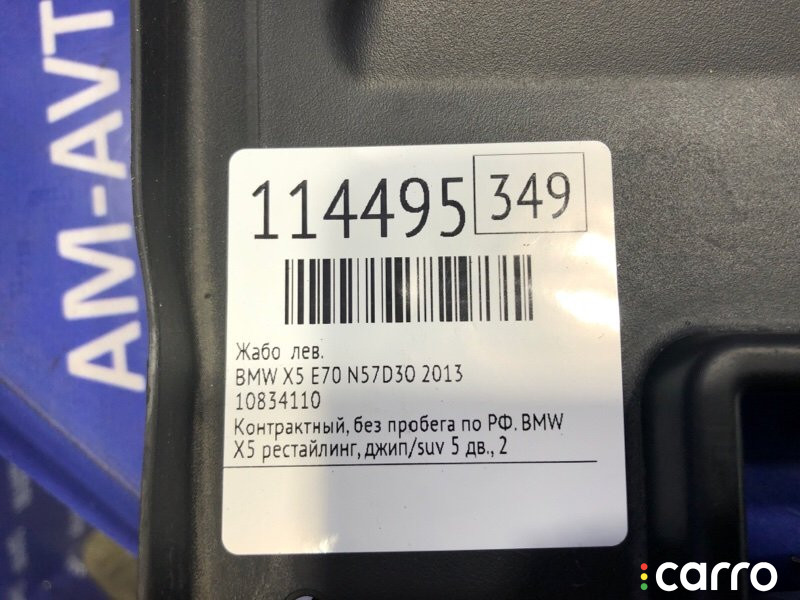 AM-AVT
114495 349
Жабо лев.
BMW X5 E70 N57D30 2013
10834110
Контрактный, без пробега по РФ. BMW
X5 рестайлинг, джип/suv 5 дв., 2
carro